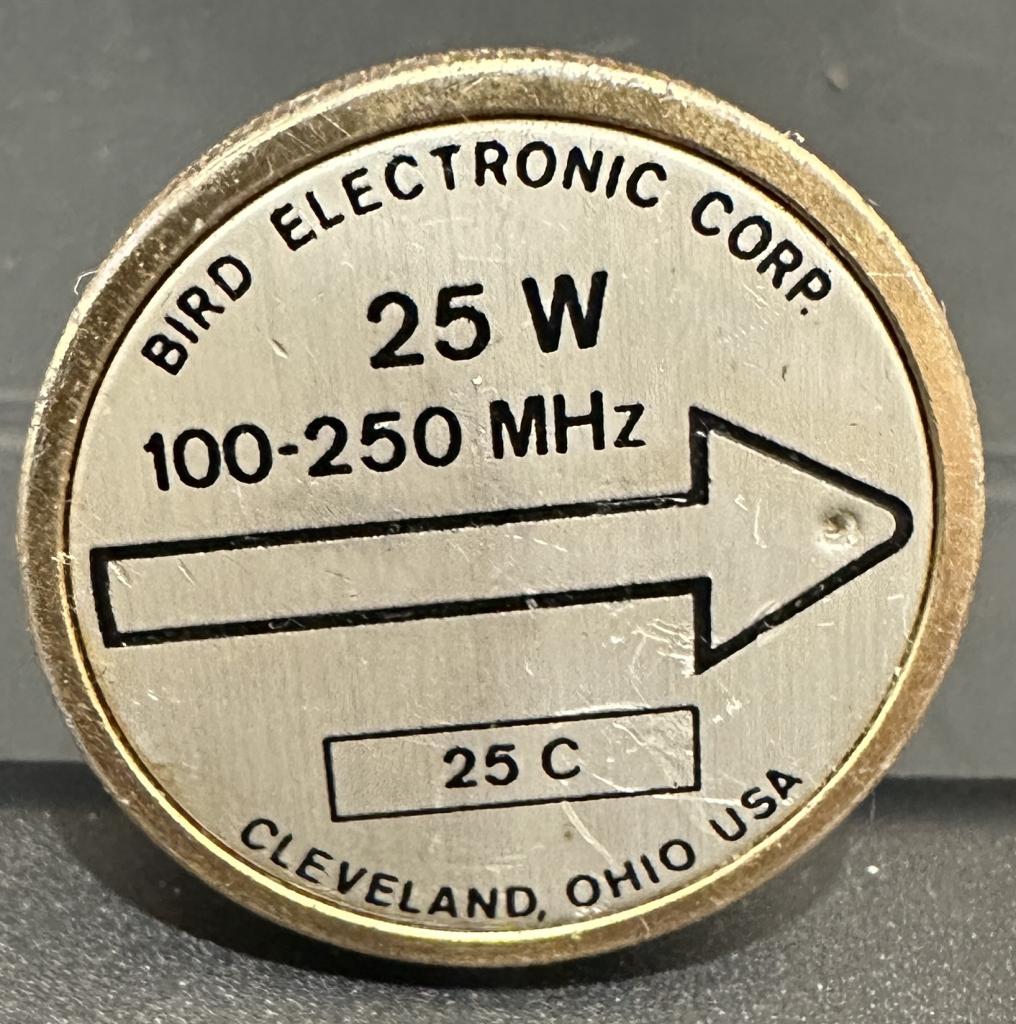 BIRD ELECTRONIC CORP.
25 W
100-250 MHz
25 C
CLEVELAND, OHIO USA